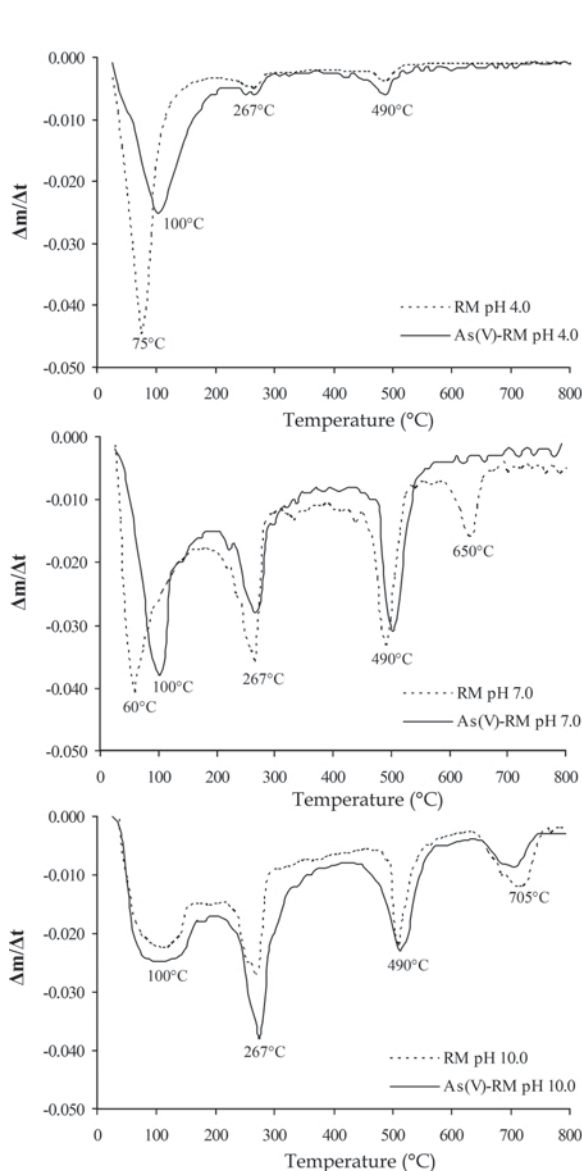 0.000
-0.010
-0.020
-0.030
-0.040
-0.050
Δm/Δt
267°C
490°C
100°C
75°C
RM pH 4.0
As(V)-RM pH 4.0
0 100 200 300 400 500 600 700 800
Temperature (°C)
0.000
-0.010
-0.020
-0.030
-0.040
-0.050
Δm/Δt
650°C
490°C
267°C
100°C
60°C
RM pH 7.0
As(V)-RM pH 7.0
0 100 200 300 400 500 600 700 800
Temperature (°C)
0.000
-0.010
-0.020
-0.030
-0.040
-0.050
Δm/Δt
705°C
490°C
100°C
267°C
RM pH 10.0
As(V)-RM pH 10.0
0 100 200 300 400 500 600 700 800
Temperature (°C)